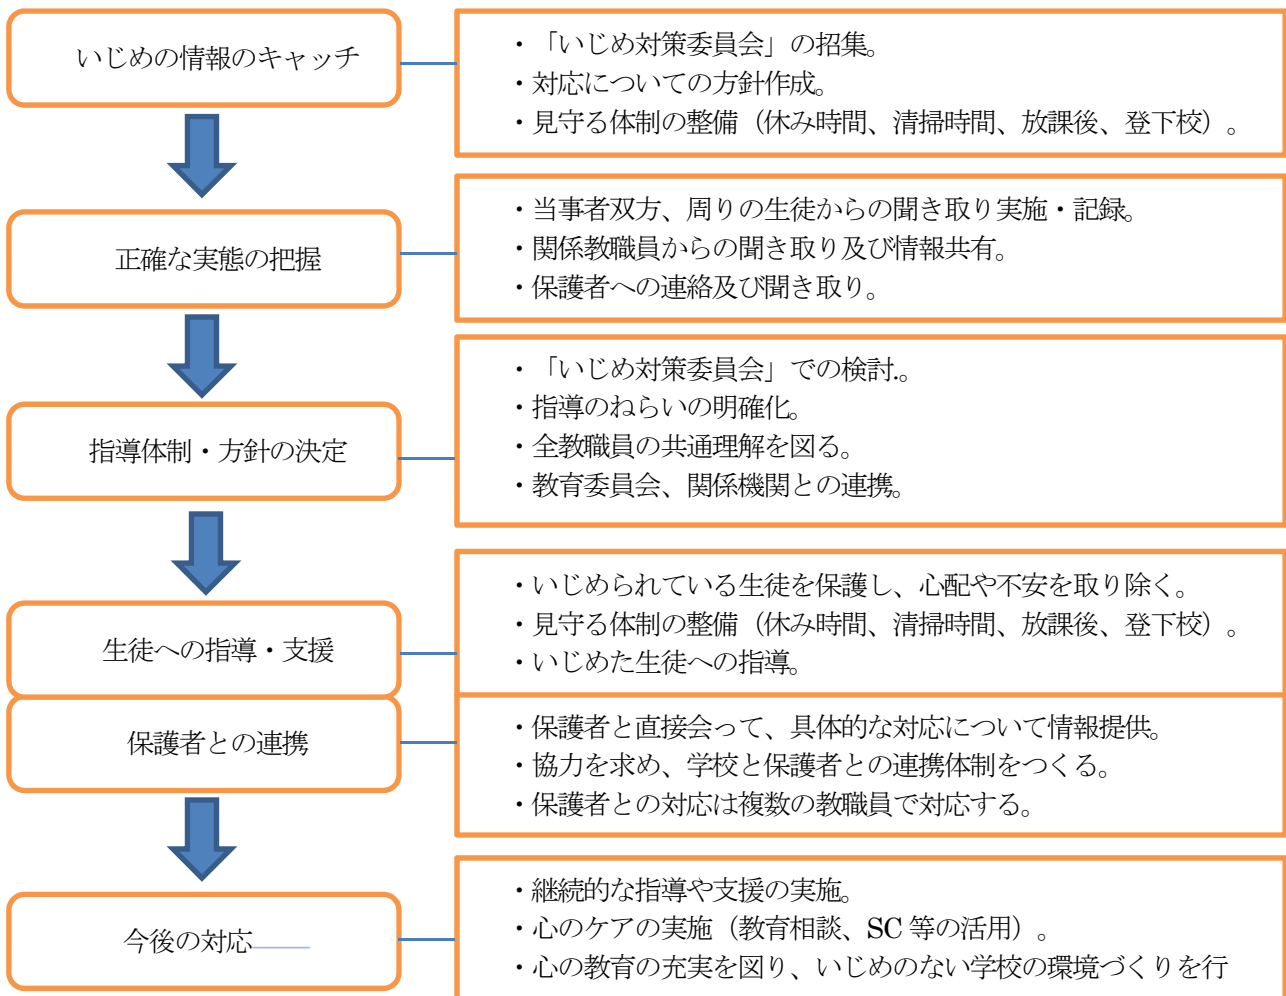 いじめの情報のキャッチ
・「いじめ対策委員会」の招集。
・対応についての方針作成。
・見守る体制の整備（休み時間、清掃時間、放課後、登下校）。
正確な実態の把握
・当事者双方、周りの生徒からの聞き取り実施・記録。
・関係教職員からの聞き取り及び情報共有。
・保護者への連絡及び聞き取り。
指導体制・方針の決定
・「いじめ対策委員会」での検討.。
・指導のねらいの明確化。
・全教職員の共通理解を図る。
・教育委員会、関係機関との連携。
生徒への指導・支援
・いじめられている生徒を保護し、心配や不安を取り除く。
・見守る体制の整備（休み時間、清掃時間、放課後、登下校）。
・いじめた生徒への指導。
保護者との連携
・保護者と直接会って、具体的な対応について情報提供。
・協力を求め、学校と保護者との連携体制をつくる。
・保護者との対応は複数の教職員で対応する。
今後の対応
・継続的な指導や支援の実施。
・心のケアの実施（教育相談、SC 等の活用）。
・心の教育の充実を図り、いじめのない学校の環境づくりを行